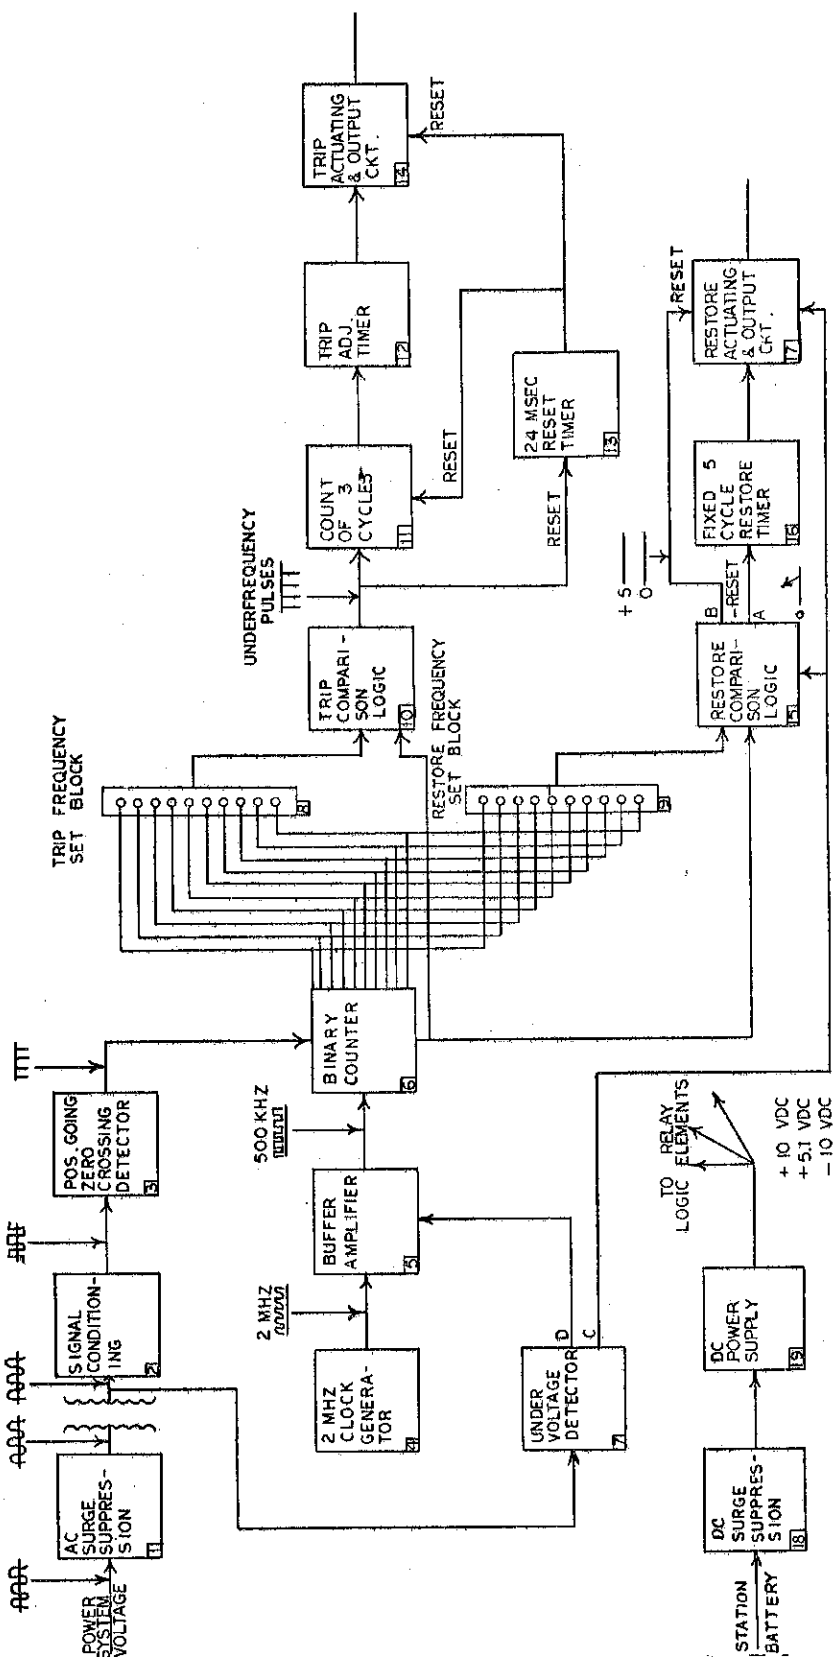 POWER
SYSTEM
VOLTAGE
AC
SURGE
SUPPRES-
SION
1
SIGNAL
CONDITION-
ING
2
POS. GOING
ZERO
CROSSING
DETECTOR
3
2 MHZ
CLOCK
GENERA-
TOR
4
2 MHZ
BUFFER
AMPLIFIER
5
500 KHZ
BINARY
COUNTER
6
UNDER
VOLTAGE
DETECTOR
7
D
C
TRIP FREQUENCY
SET BLOCK
8
RESTORE FREQUENCY
SET BLOCK
9
TRIP
COMPARI-
SON
LOGIC
10
UNDERFREQUENCY
PULSES
COUNT
OF 3
CYCLES
11
RESET
TRIP
ADJ.
TIMER
12
RESET
24 MSEC
RESET
TIMER
13
TRIP
ACTUATING
& OUTPUT
CKT.
14
RESET
RESTORE
COMPARI-
SON
LOGIC
15
B
-RESET
A
+5
0
FIXED 5
CYCLE
RESTORE
TIMER
16
RESTORE
ACTUATING
& OUTPUT
CKT.
17
RESET
STATION
BATTERY
DC
SURGE
SUPPRES-
SION
18
DC
POWER
SUPPLY
19
TO RELAY
LOGIC ELEMENTS
+10 VDC
+5.1 VDC
-10 VDC